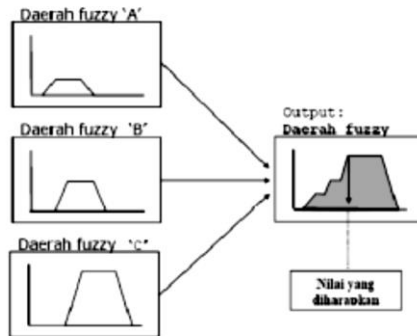 Daerah fuzzy 'A'
Daerah fuzzy 'B'
Daerah fuzzy 'C'
Output:
Daerah fuzzy
Nilai yang
diharapkan